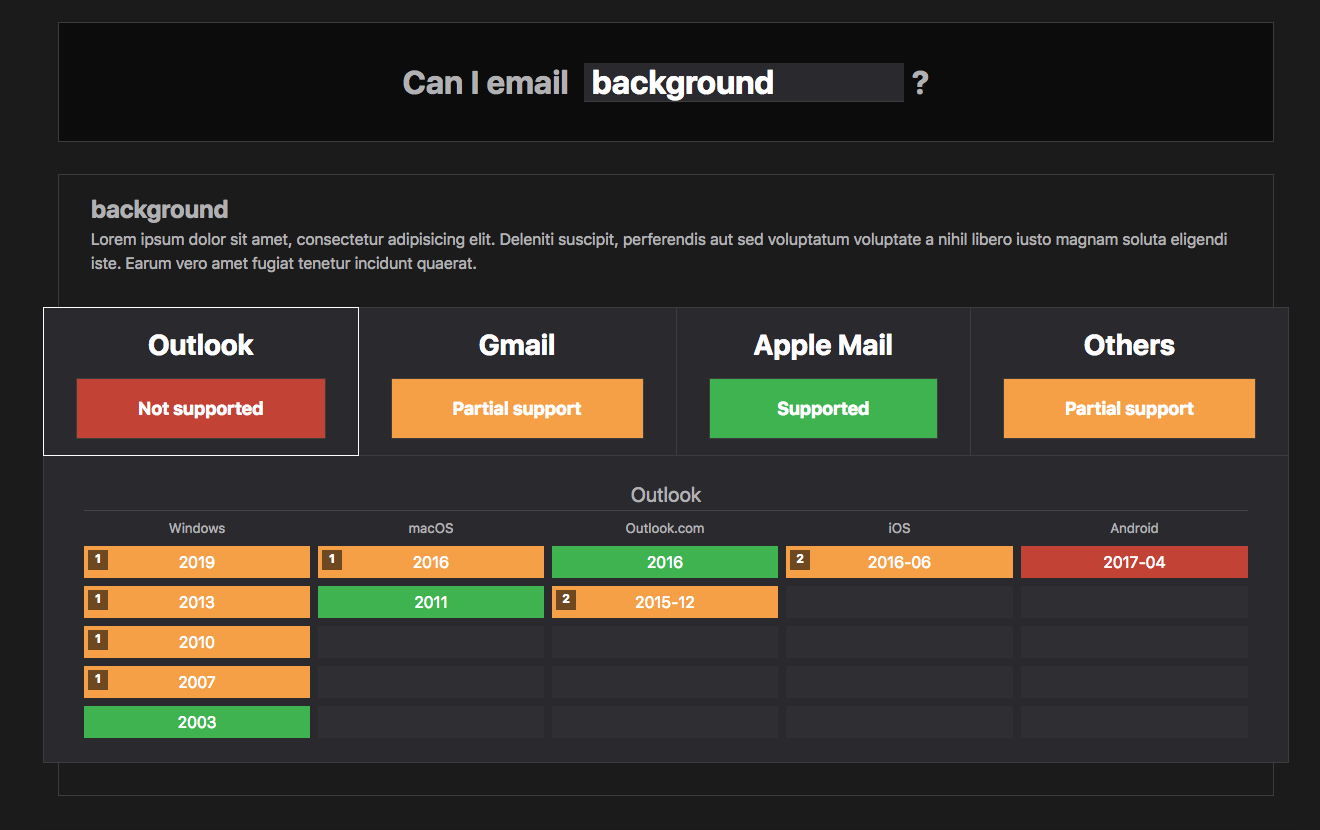 Can I email background ?
background
Lorem ipsum dolor sit amet, consectetur adipisicing elit. Deleniti suscipit, perferendis aut sed voluptatum voluptate a nihil libero iusto magnam soluta eligendi
iste. Earum vero amet fugiat tenetur incidunt quaerat.
Outlook Gmail Apple Mail Others
Not supported Partial support Supported Partial support
Outlook
Windows macOS Outlook.com iOS Android
1 2019 1 2016 2016 2 2016-06 2017-04
1 2013 2011 2 2015-12
1 2010
1 2007
2003